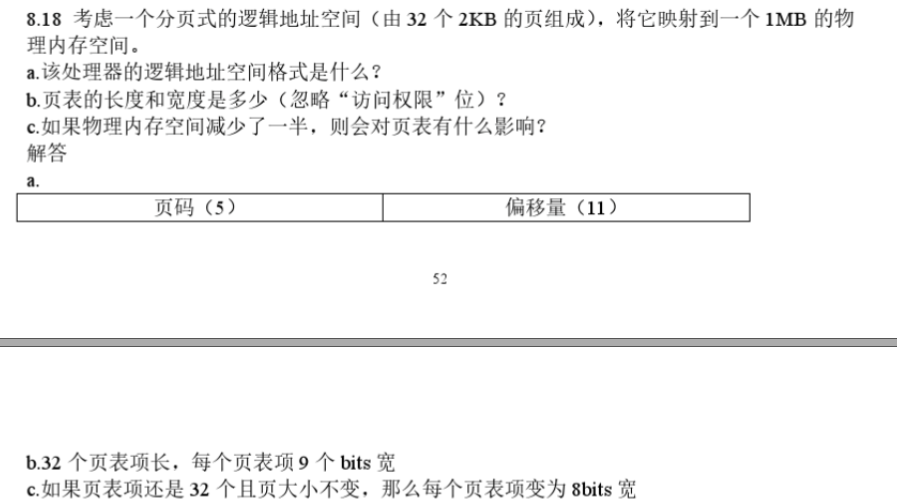 8.18 考虑一个分页式的逻辑地址空间（由 32 个 2KB 的页组成），将它映射到一个 1MB 的物
理内存空间。
a.该处理器的逻辑地址空间格式是什么？
b.页表的长度和宽度是多少（忽略“访问权限”位）？
c.如果物理内存空间减少了一半，则会对页表有什么影响？
解答
a.
页码（5） 偏移量（11）
52
b.32 个页表项长，每个页表项 9 个 bits 宽
c.如果页表项还是 32 个且页大小不变，那么每个页表项变为 8bits 宽